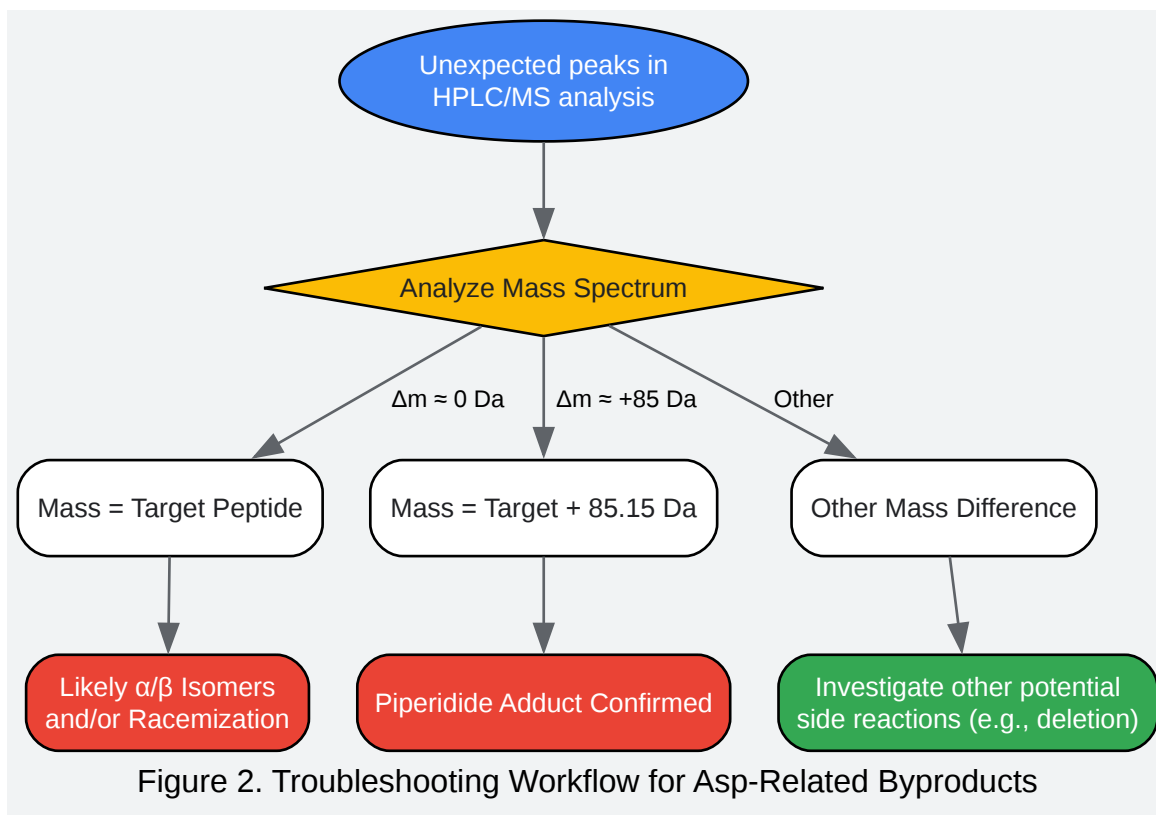 Unexpected peaks in
HPLC/MS analysis
Analyze Mass Spectrum
Δm ≈ 0 Da
Δm ≈ +85 Da
Other
Mass = Target Peptide
Mass = Target + 85.15 Da
Other Mass Difference
Likely α/β Isomers
and/or Racemization
Piperidide Adduct Confirmed
Investigate other potential
side reactions (e.g., deletion)
Figure 2. Troubleshooting Workflow for Asp-Related Byproducts